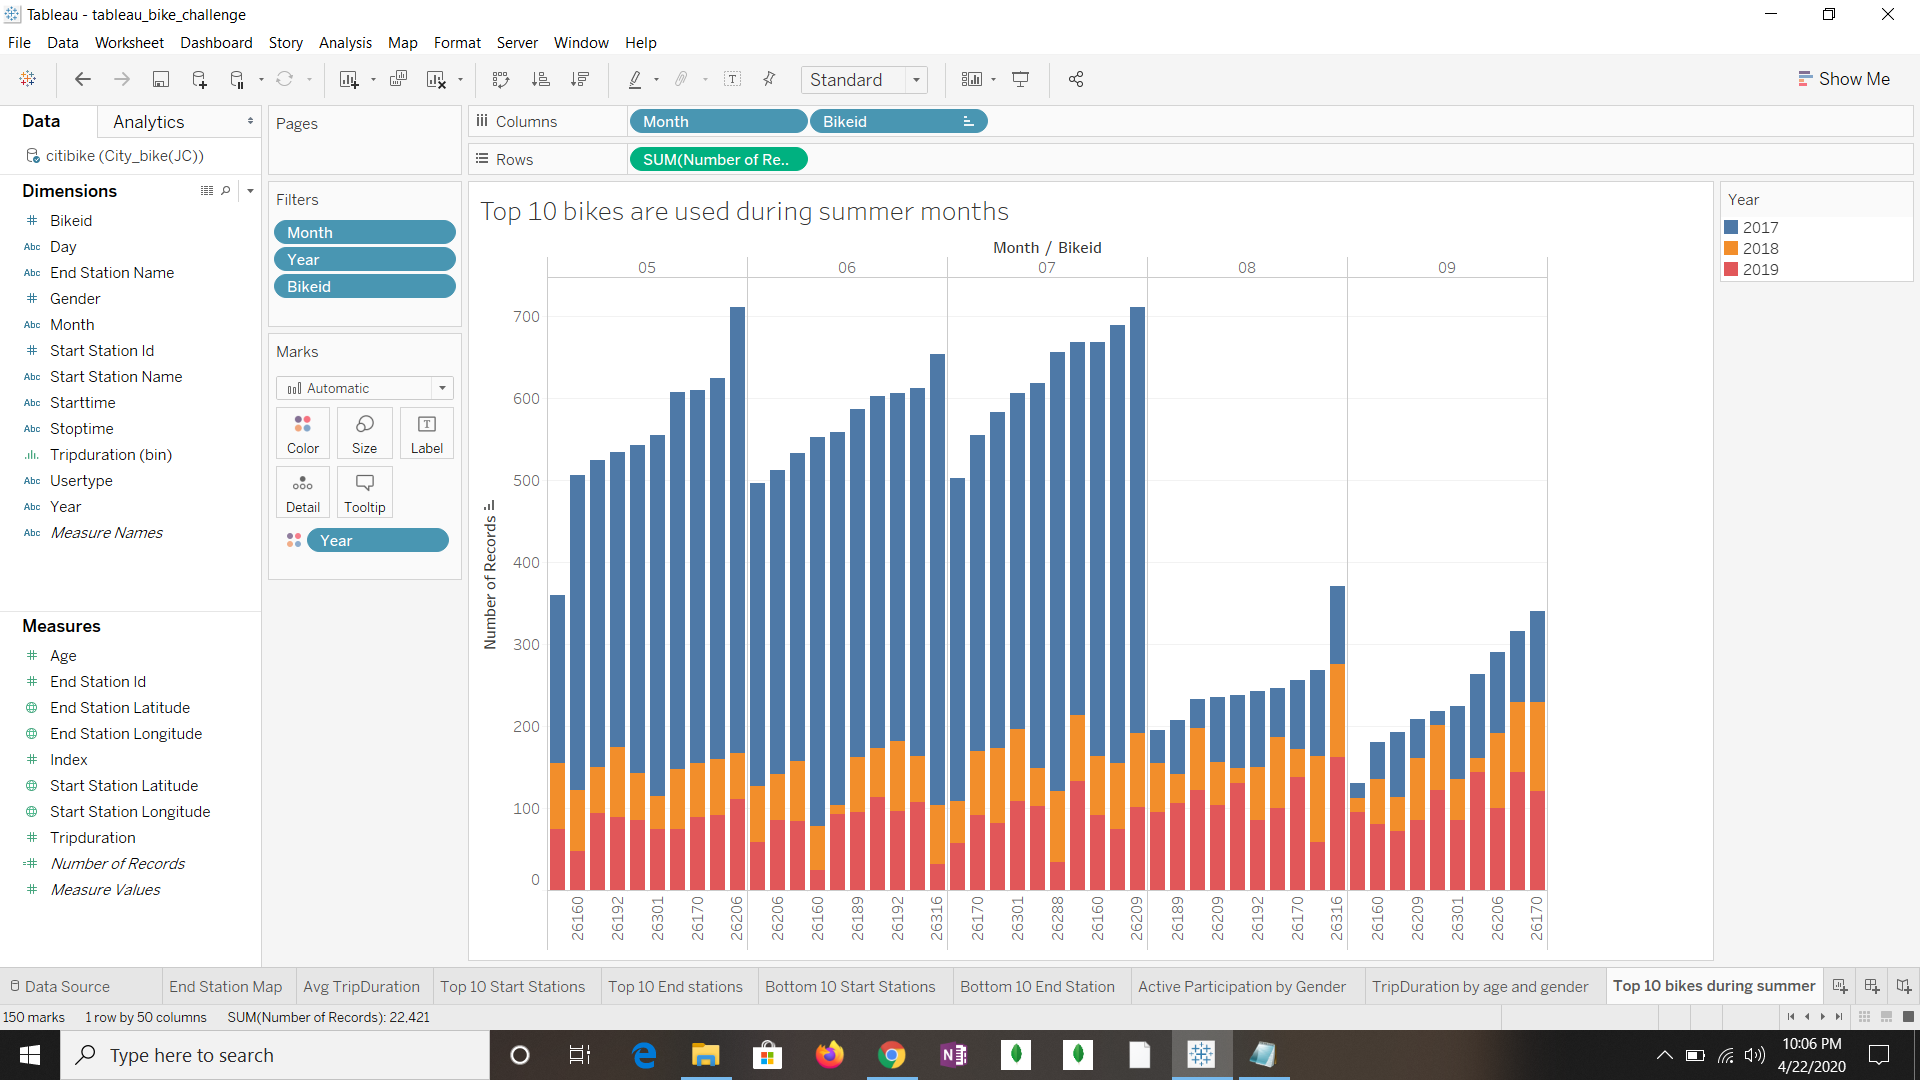 Tableau - tableau_bike_challenge
File Data Worksheet Dashboard Story Analysis Map Format Server Window Help
Standard
Show Me
Data Analytics
citibike (City_bike(JC))
Dimensions
# Bikeid
Abc Day
Abc End Station Name
# Gender
Abc Month
# Start Station Id
Abc Start Station Name
Abc Starttime
Abc Stoptime
Tripduration (bin)
Abc Usertype
Abc Year
Abc Measure Names
Measures
# Age
# End Station Id
End Station Latitude
End Station Longitude
# Index
Start Station Latitude
Start Station Longitude
# Tripduration
=# Number of Records
# Measure Values
Pages
Filters
Month
Year
Bikeid
Marks
Automatic
Color Size Label
Detail Tooltip
Year
Columns Month Bikeid
Rows SUM(Number of Re..
Top 10 bikes are used during summer months
Month / Bikeid
05 06 07 08 09
Number of Records
700
600
500
400
300
200
100
0
26160 26192 26301 26170 26206 26206 26160 26189 26192 26316 26170 26301 26288 26160 26209 26189 26209 26192 26170 26316 26160 26209 26301 26206 26170
Year
2017
2018
2019
Data Source End Station Map Avg TripDuration Top 10 Start Stations Top 10 End stations Bottom 10 Start Stations Bottom 10 End Station Active Participation by Gender TripDuration by age and gender Top 10 bikes during summer
150 marks 1 row by 50 columns SUM(Number of Records): 22,421
Type here to search
N
10:06 PM
4/22/2020